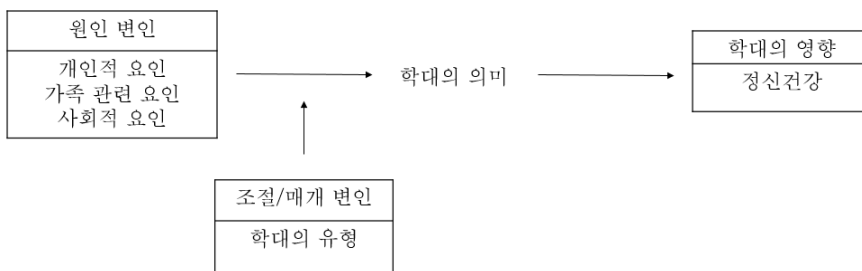 원인 변인
개인적 요인
가족 관련 요인
사회적 요인
학대의 의미
학대의 영향
정신건강
조절/매개 변인
학대의 유형